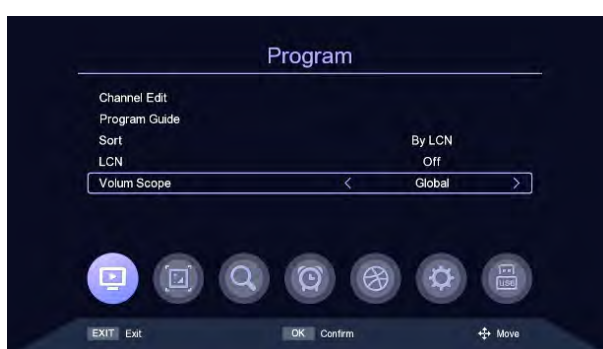 Program
Channel Edit
Program Guide
Sort By LCN
LCN Off
Volum Scope < Global >
USB
EXIT Exit OK Confirm Move